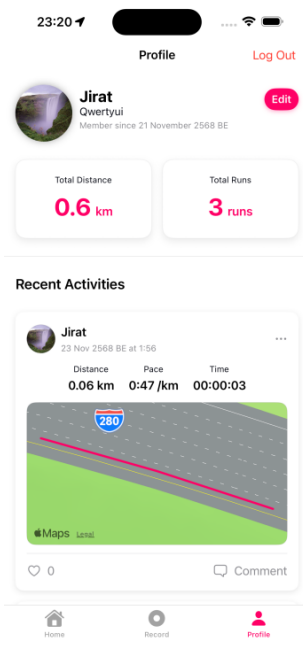 23:20
Profile
Log Out
Jirat
Qwertyui
Member since 21 November 2568 BE
Edit
Total Distance
0.6 km
Total Runs
3 runs
Recent Activities
Jirat
23 Nov 2568 BE at 1:56
...
Distance
Pace
Time
0.06 km
0:47 /km
00:00:03
280
Maps
Legal
0
Comment
Home
Record
Profile